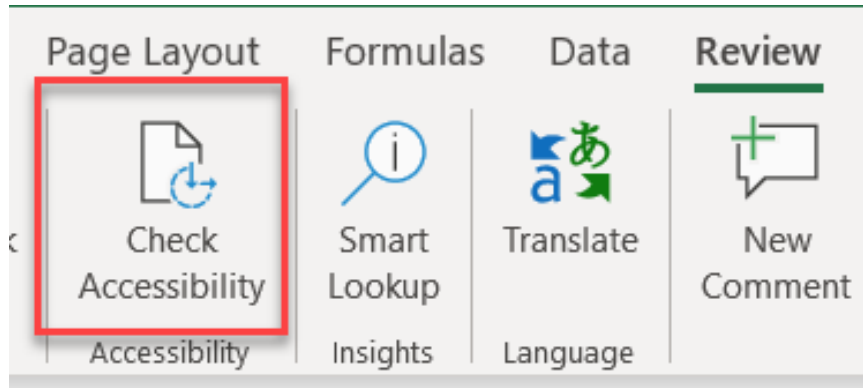 Page Layout Formulas Data Review
Check Accessibility
Smart Lookup
Translate
New Comment
Accessibility Insights Language